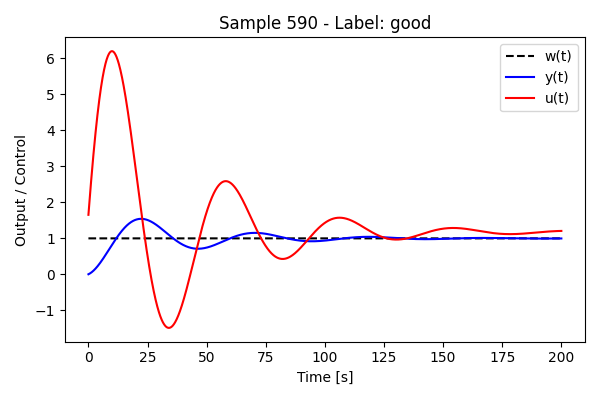 Sample 590 - Label: good
w(t)
y(t)
u(t)
Output / Control
6
5
4
3
2
1
0
−1
0 25 50 75 100 125 150 175 200
Time [s]